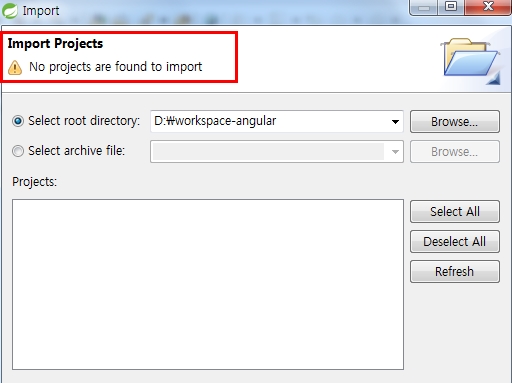 Import
Import Projects
No projects are found to import
Select root directory:
D:₩workspace-angular
Browse...
Select archive file:
Browse...
Projects:
Select All
Deselect All
Refresh